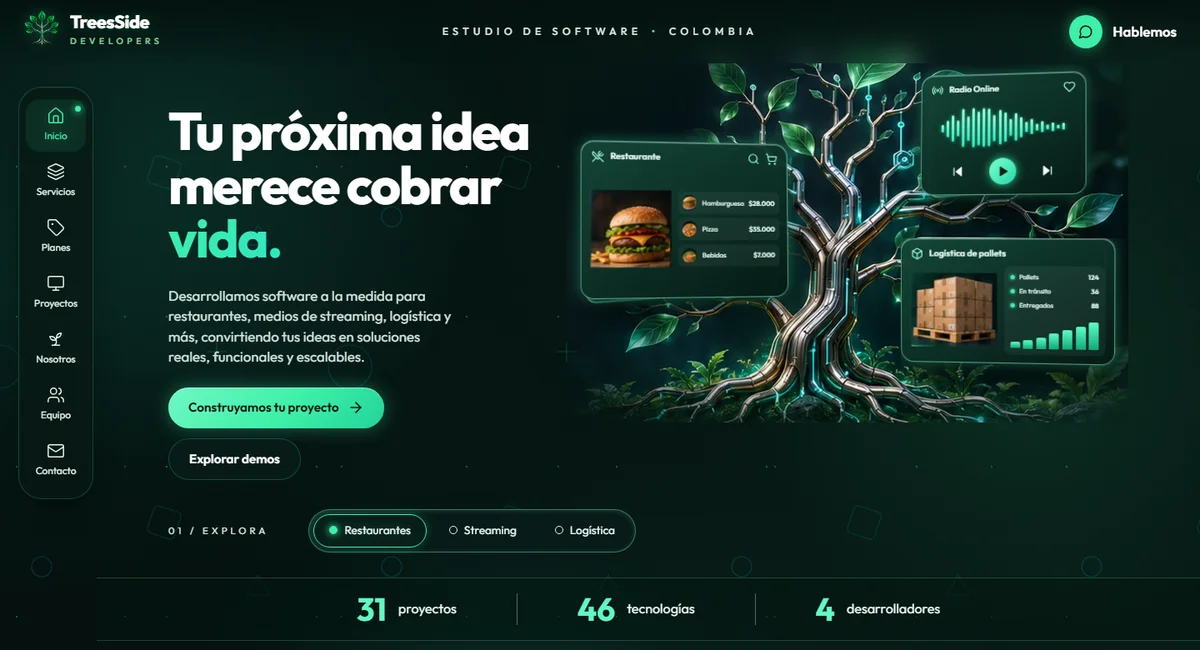 TreesSide
DEVELOPERS
ESTUDIO DE SOFTWARE • COLOMBIA
Hablemos
Inicio
Servicios
Planes
Proyectos
Nosotros
Equipo
Contacto
Tu próxima idea
merece cobrar
vida.
Desarrollamos software a la medida para
restaurantes, medios de streaming, logística y
más, convirtiendo tus ideas en soluciones
reales, funcionales y escalables.
Construyamos tu proyecto
Explorar demos
Restaurante
Hamburguesa $28.000
Pizza $35.000
Bebidas $7.000
Radio Online
Logística de pallets
Pallets 124
En tránsito 36
Entregados 88
01 / EXPLORA
Restaurantes
Streaming
Logística
31 proyectos
46 tecnologías
4 desarrolladores